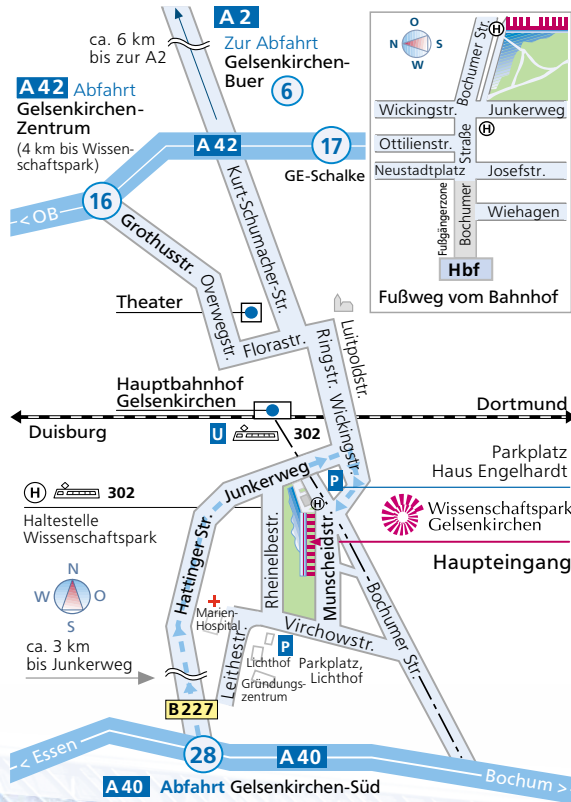 A 2
ca. 6 km
bis zur A2
Zur Abfahrt
Gelsenkirchen-
Buer
6
A 42 Abfahrt
Gelsenkirchen-
Zentrum
(4 km bis Wissen-
schaftspark)
A 42
17
GE-Schalke
16
< OB
Grothusstr.
Overwegstr.
Kurt-Schumacher-Str.
Theater
Florastr.
Ringstr.
Luitpoldstr.
Wickingstr.
Hauptbahnhof
Gelsenkirchen
Duisburg
Dortmund
U 302
O
N S
W
Bochumer Str.
H
Wickingstr. Junkerweg
H
Ottilienstr.
Neustadtplatz Josefstr.
Wiehagen
Fußgängerzone
Bochumer Straße
Hbf
Fußweg vom Bahnhof
Parkplatz
Haus Engelhardt
P
H 302
Haltestelle
Wissenschaftspark
Junkerweg
H
Wissenschaftspark
Gelsenkirchen
Haupteingang
Hattinger Str.
Rheinelbestr.
Munscheidstr.
Bochumer Str.
N
W O
S
Marien-
Hospital
Virchowstr.
Leithestr.
P
Lichthof
Parkplatz,
Lichthof
Gründungs-
zentrum
ca. 3 km
bis Junkerweg
B227
< Essen
28
A 40
Bochum >
A 40 Abfahrt Gelsenkirchen-Süd